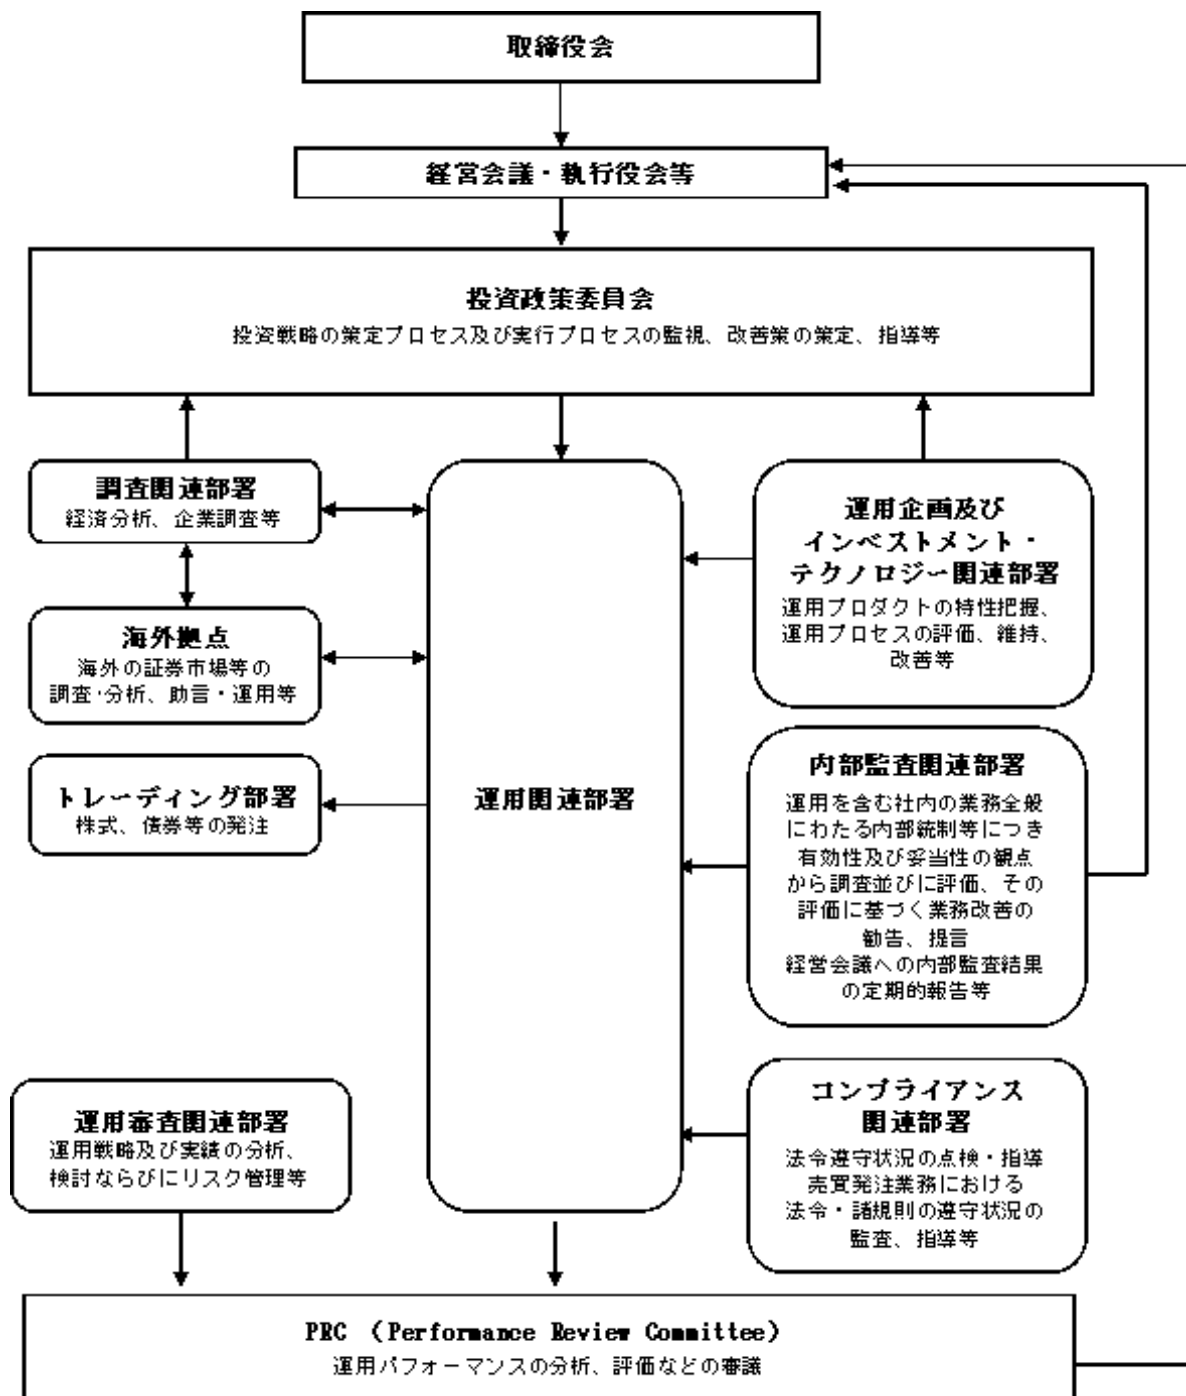 取締役会
経営会議・執行役会等
投資政策委員会
投資戦略の策定プロセス及び実行プロセスの監視、改善策の策定、指導等
調査関連部署
経済分析、企業調査等
海外拠点
海外の証券市場等の
調査・分析、助言・運用等
トレーディング部署
株式、債券等の発注
運用審査関連部署
運用戦略及び実績の分析、
検討ならびにリスク管理等
運用関連部署
運用企画及び
インベストメント・
テクノロジー関連部署
運用プロダクトの特性把握、
運用プロセスの評価、維持、
改善等
内部監査関連部署
運用を含む社内の業務全般
にわたる内部統制等につき
有効性及び妥当性の観点
から調査並びに評価、その
評価に基づく業務改善の
勧告、提言
経営会議への内部監査結果
の定期的報告等
コンプライアンス
関連部署
法令遵守状況の点検・指導
売買発注業務における
法令・諸規則の遵守状況の
監査、指導等
PRC （Performance Review Committee）
運用パフォーマンスの分析、評価などの審議